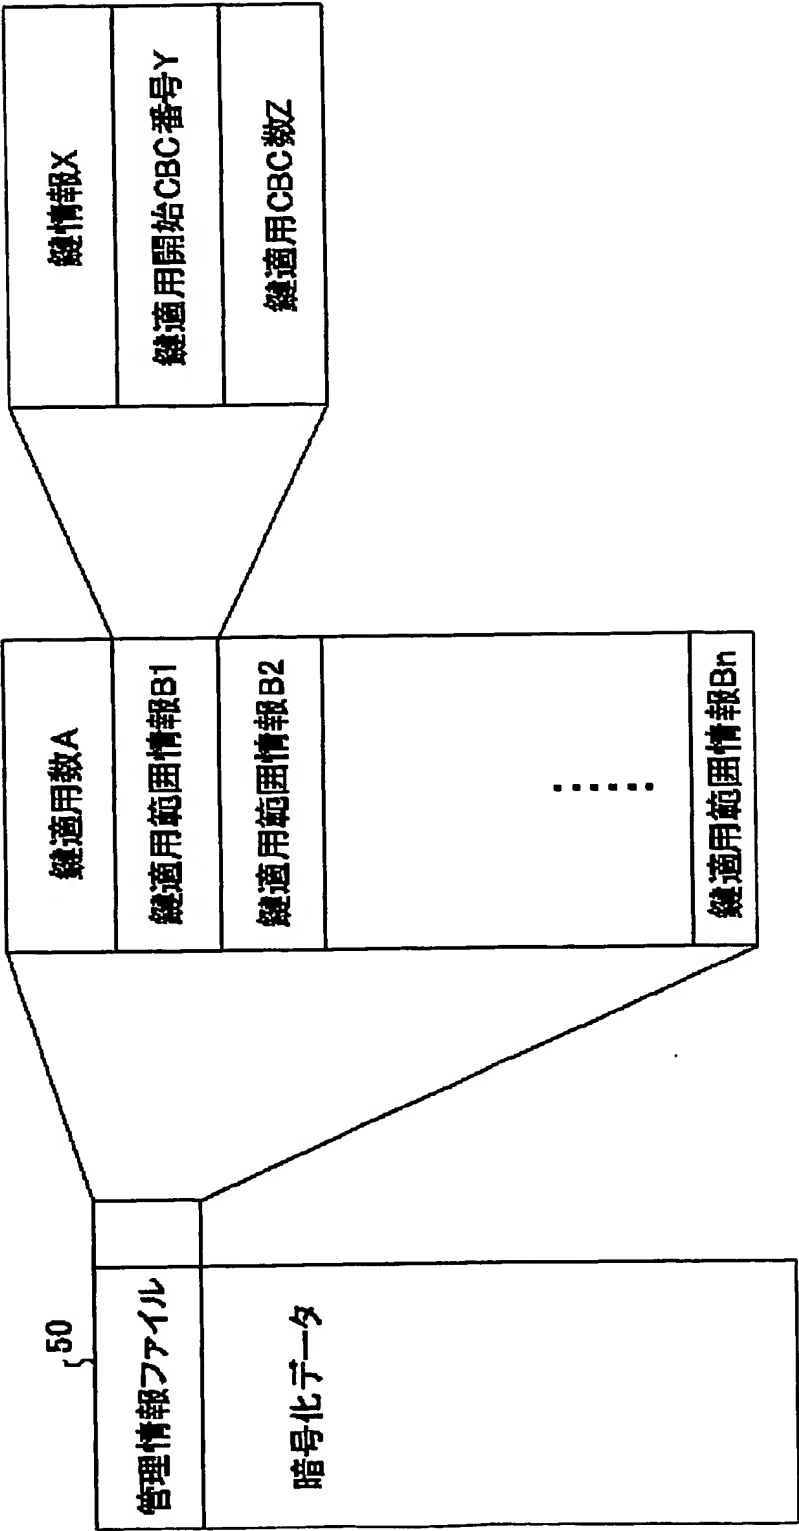 50
管理情報ファイル
暗号化データ
鍵適用数A
鍵適用範囲情報B1
鍵適用範囲情報B2
......
鍵適用範囲情報Bn
鍵情報X
鍵適用開始CBC番号Y
鍵適用CBC数Z